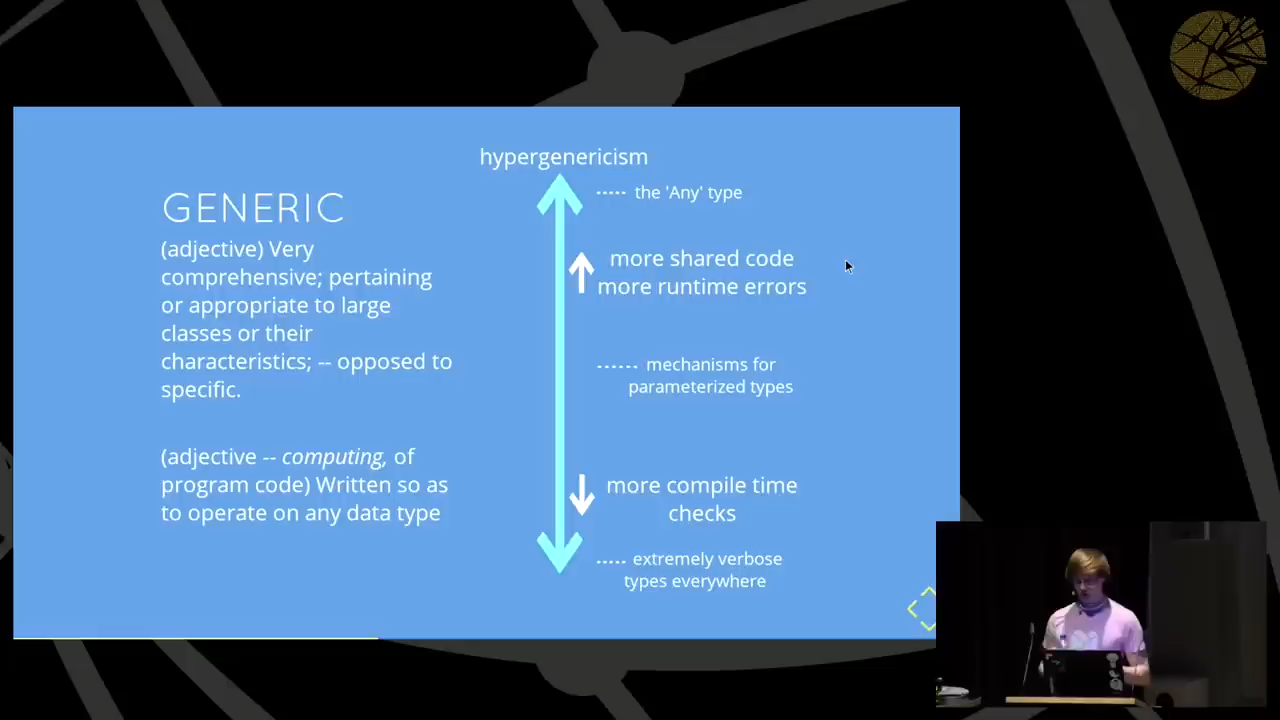 GENERIC
(adjective) Very
comprehensive; pertaining
or appropriate to large
classes or their
characteristics; -- opposed to
specific.
(adjective -- computing, of
program code) Written so as
to operate on any data type
hypergenericism
----- the 'Any' type
more shared code
more runtime errors
------ mechanisms for
parameterized types
more compile time
checks
----- extremely verbose
types everywhere